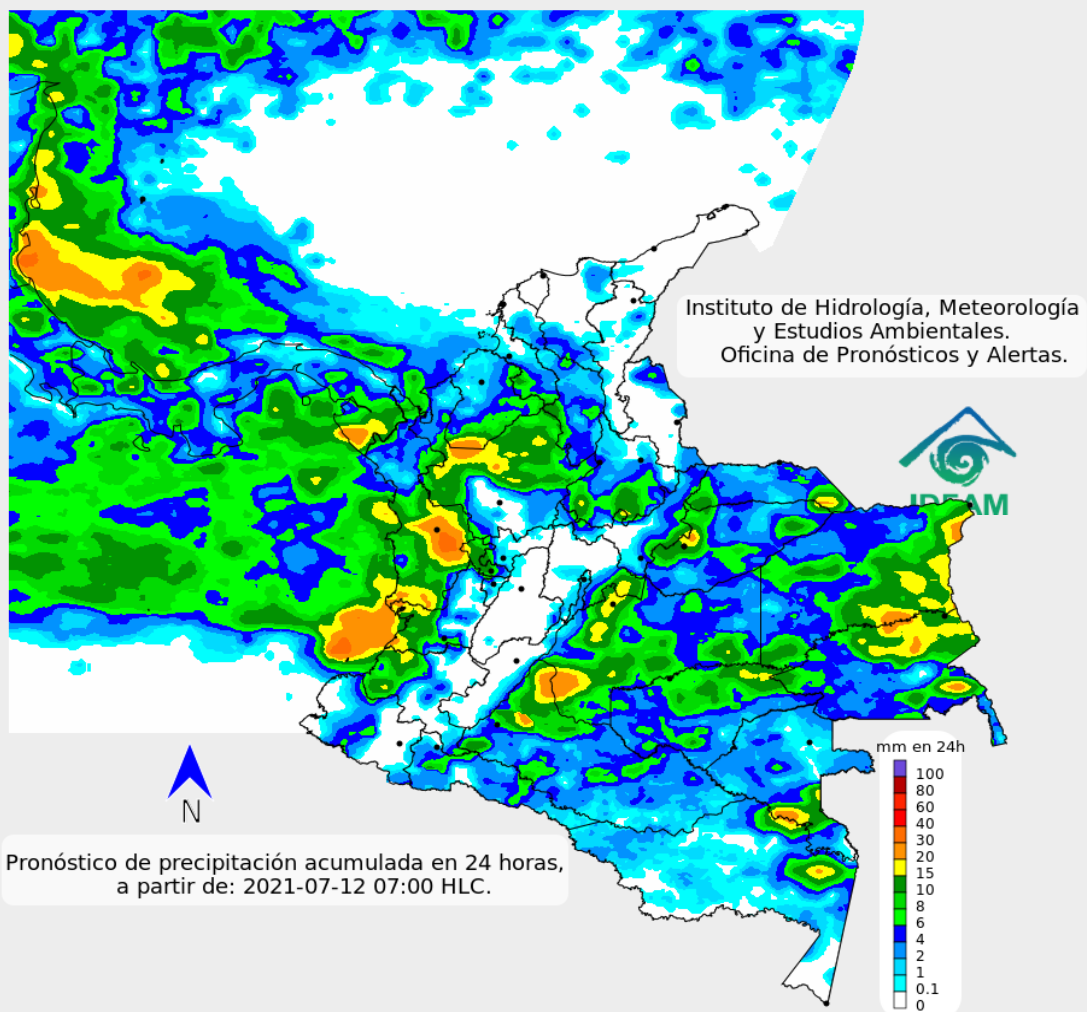 Instituto de Hidrología, Meteorología
y Estudios Ambientales.
Oficina de Pronósticos y Alertas.
IDEAM
mm en 24h
100
80
60
40
30
20
15
10
8
6
4
2
1
0.1
0
N
Pronóstico de precipitación acumulada en 24 horas,
a partir de: 2021-07-12 07:00 HLC.